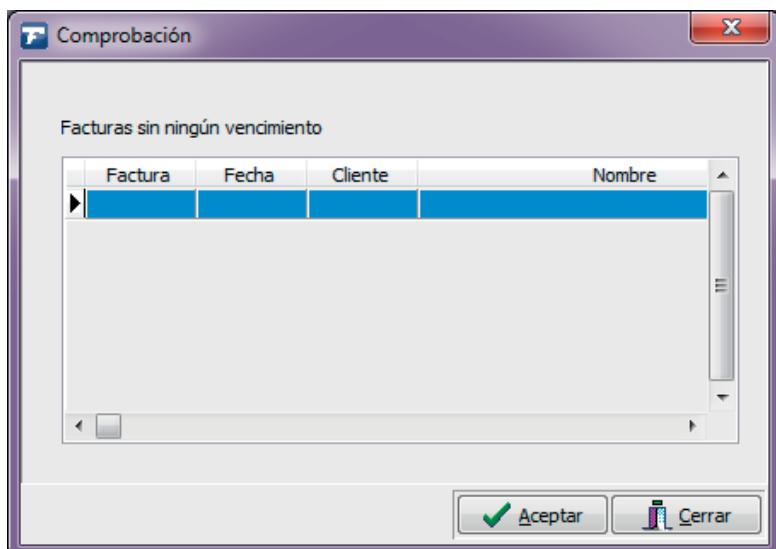 Comprobación
Facturas sin ningún vencimiento
Factura Fecha Cliente Nombre
Aceptar Cerrar